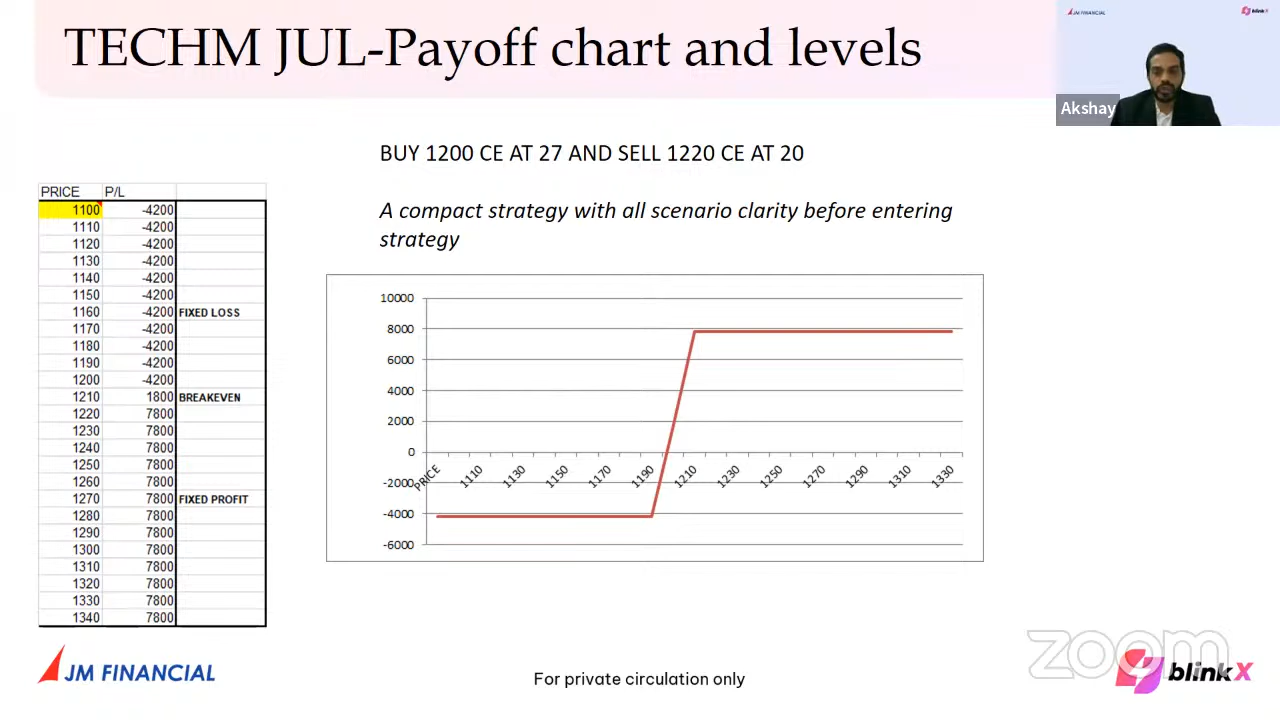 TECHM JUL-Payoff chart and levels
JM FINANCIAL
blinkX
Akshay
BUY 1200 CE AT 27 AND SELL 1220 CE AT 20
A compact strategy with all scenario clarity before entering
strategy
PRICE P/L
1100 -4200
1110 -4200
1120 -4200
1130 -4200
1140 -4200
1150 -4200
1160 -4200 FIXED LOSS
1170 -4200
1180 -4200
1190 -4200
1200 -4200
1210 1800 BREAKEVEN
1220 7800
1230 7800
1240 7800
1250 7800
1260 7800
1270 7800 FIXED PROFIT
1280 7800
1290 7800
1300 7800
1310 7800
1320 7800
1330 7800
1340 7800
10000
8000
6000
4000
2000
0
-2000
-4000
-6000
PRICE 1110 1130 1150 1170 1190 1210 1230 1250 1270 1290 1310 1330
JM FINANCIAL
For private circulation only
zoom
blinkX